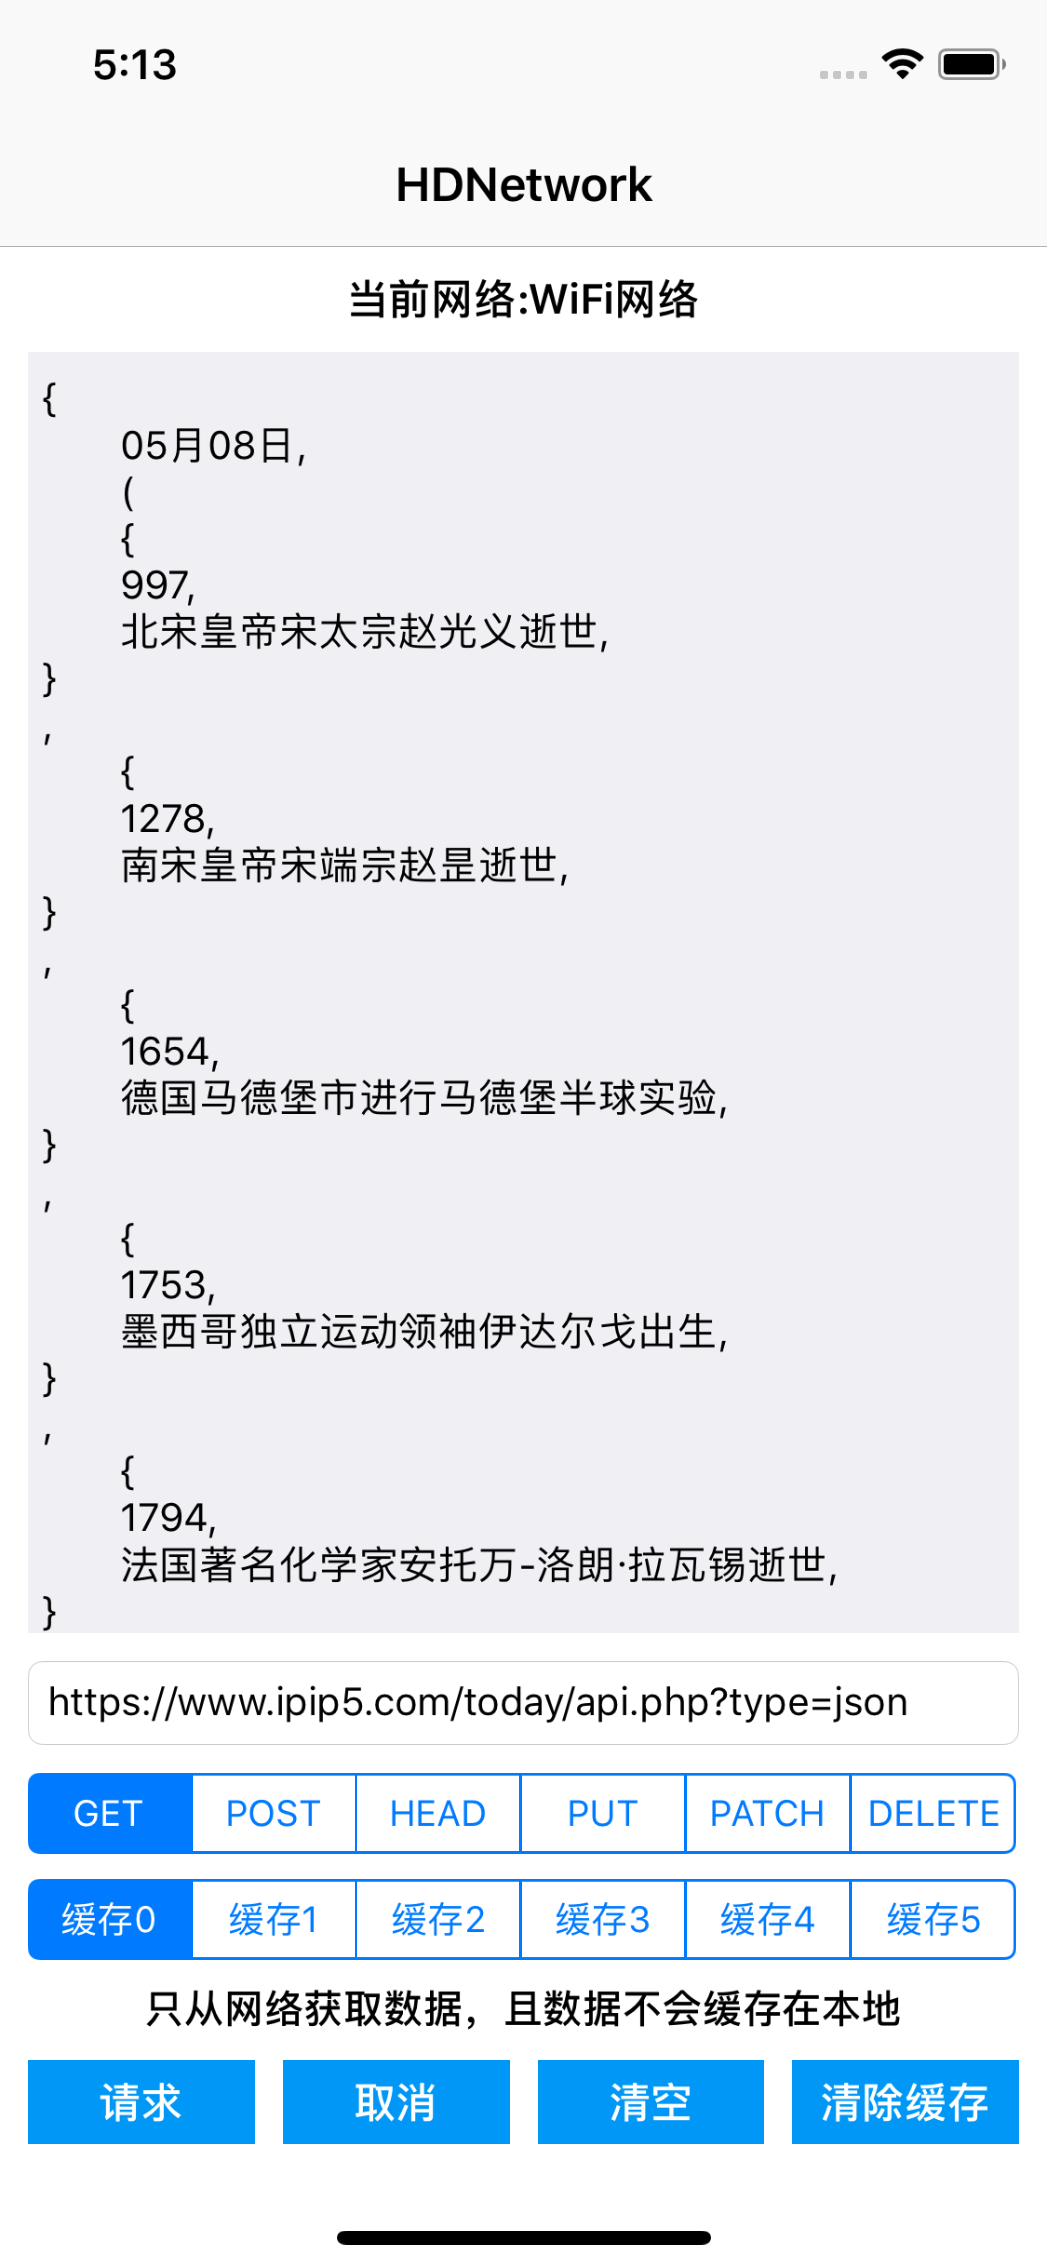 5:13
HDNetwork
当前网络:WiFi网络
{
05月08日,
(
{
997,
北宋皇帝宋太宗赵光义逝世,
}
,
{
1278,
南宋皇帝宋端宗赵昰逝世,
}
,
{
1654,
德国马德堡市进行马德堡半球实验,
}
,
{
1753,
墨西哥独立运动领袖伊达尔戈出生,
}
,
{
1794,
法国著名化学家安托万-洛朗·拉瓦锡逝世,
}
https://www.ipip5.com/today/api.php?type=json
GET POST HEAD PUT PATCH DELETE
缓存0 缓存1 缓存2 缓存3 缓存4 缓存5
只从网络获取数据，且数据不会缓存在本地
请求 取消 清空 清除缓存